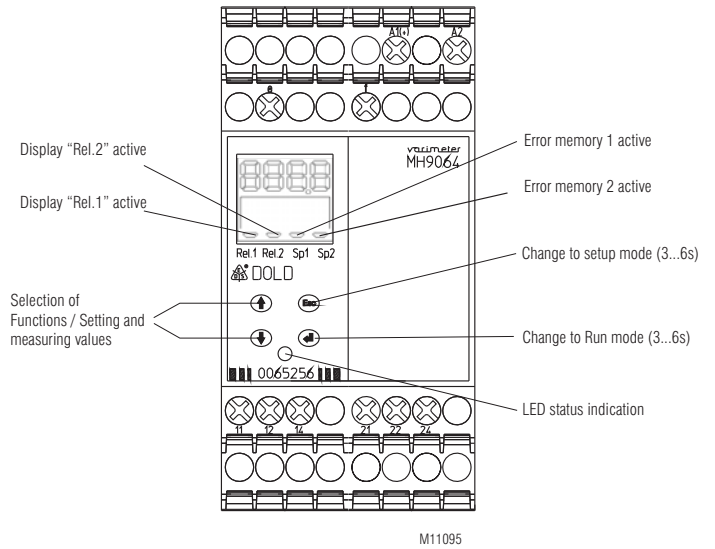 A1(+) A2
e f
Display "Rel.2" active
Display "Rel.1" active
varimeter
MH9064
Error memory 1 active
Error memory 2 active
8888
Rel.1 Rel.2 Sp1 Sp2
DOLD
Change to setup mode (3...6s)
Esc
Selection of
Functions / Setting and
measuring values
Change to Run mode (3...6s)
0065256
LED status indication
11 12 14 21 22 24
M11095